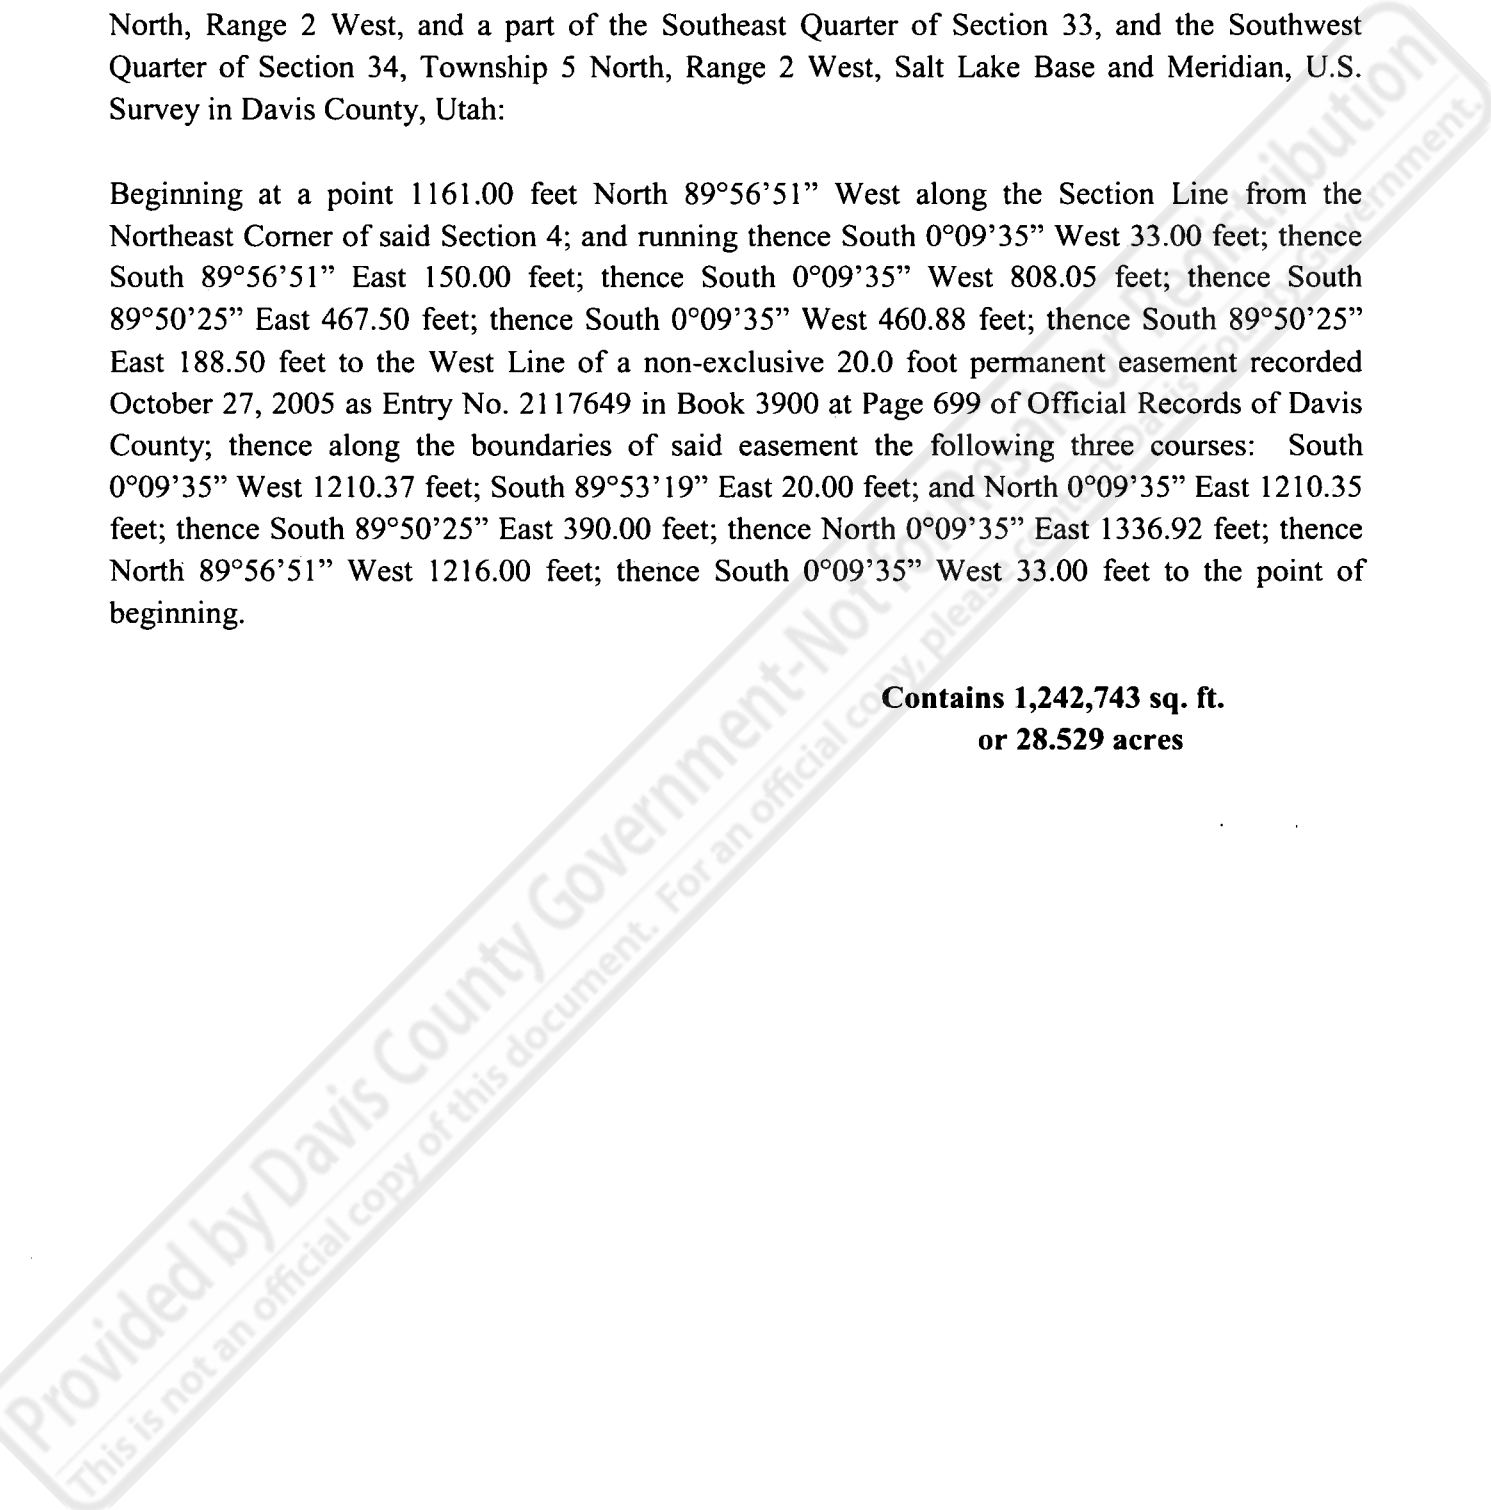 North, Range 2 West, and a part of the Southeast Quarter of Section 33, and the Southwest
Quarter of Section 34, Township 5 North, Range 2 West, Salt Lake Base and Meridian, U.S.
Survey in Davis County, Utah:
Beginning at a point 1161.00 feet North 89°56’51” West along the Section Line from the
Northeast Corner of said Section 4; and running thence South 0°09’35” West 33.00 feet; thence
South 89°56’51” East 150.00 feet; thence South 0°09’35” West 808.05 feet; thence South
89°50’25” East 467.50 feet; thence South 0°09’35” West 460.88 feet; thence South 89°50’25”
East 188.50 feet to the West Line of a non-exclusive 20.0 foot permanent easement recorded
October 27, 2005 as Entry No. 2117649 in Book 3900 at Page 699 of Official Records of Davis
County; thence along the boundaries of said easement the following three courses: South
0°09’35” West 1210.37 feet; South 89°53’19” East 20.00 feet; and North 0°09’35” East 1210.35
feet; thence South 89°50’25” East 390.00 feet; thence North 0°09’35” East 1336.92 feet; thence
North 89°56’51” West 1216.00 feet; thence South 0°09’35” West 33.00 feet to the point of
beginning.
Contains 1,242,743 sq. ft.
or 28.529 acres
Provided by Davis County Government-Not for Resale or Redistribution
This is not an official copy of this document. For an official copy, please contact Davis County Government.